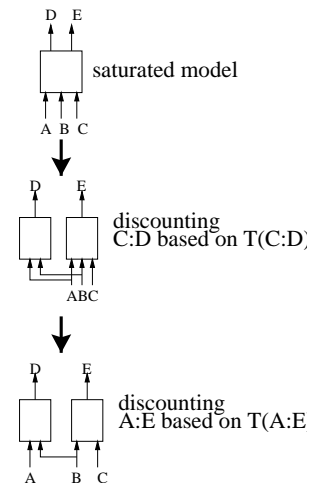 D E
saturated model
A B C
D E
discounting
C:D based on T(C:D)
ABC
D E
discounting
A:E based on T(A:E
A B C